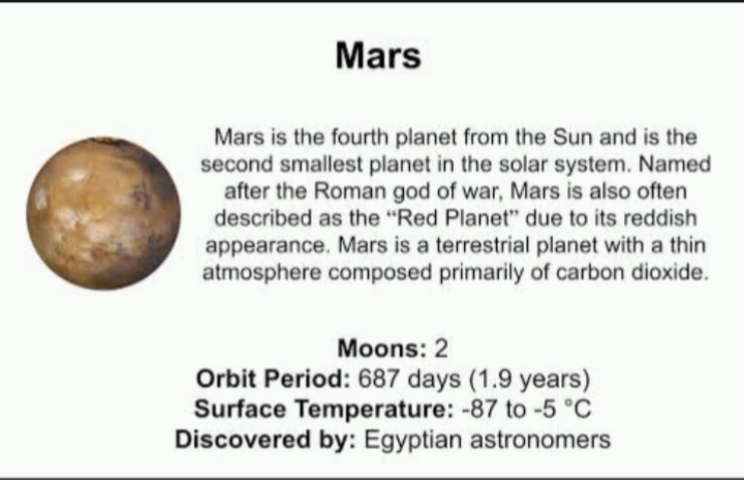 Mars
Mars is the fourth planet from the Sun and is the
second smallest planet in the solar system. Named
after the Roman god of war, Mars is also often
described as the “Red Planet” due to its reddish
appearance. Mars is a terrestrial planet with a thin
atmosphere composed primarily of carbon dioxide.
Moons: 2
Orbit Period: 687 days (1.9 years)
Surface Temperature: -87 to -5 °C
Discovered by: Egyptian astronomers